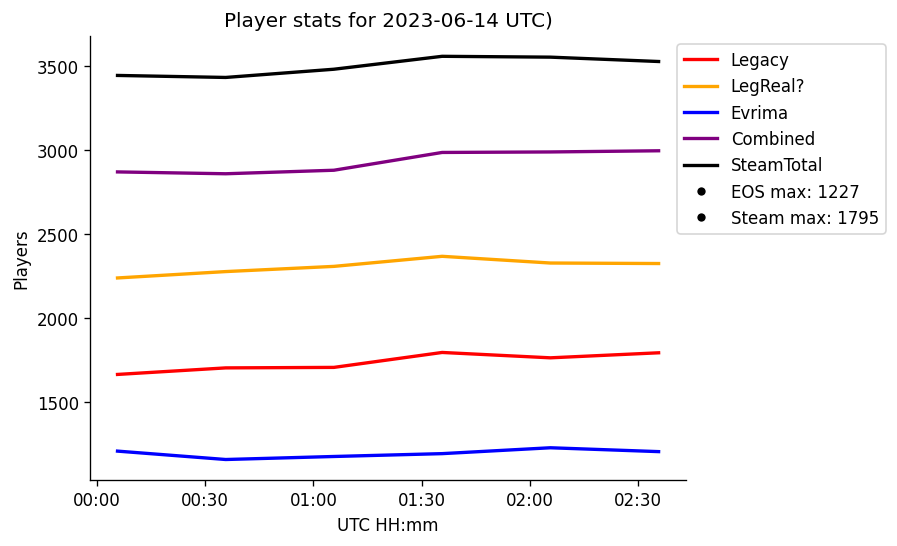 Player stats for 2023-06-14 UTC)
3500
3000
2500
2000
1500
Players
00:00 00:30 01:00 01:30 02:00 02:30
UTC HH:mm
Legacy
LegReal?
Evrima
Combined
SteamTotal
EOS max: 1227
Steam max: 1795